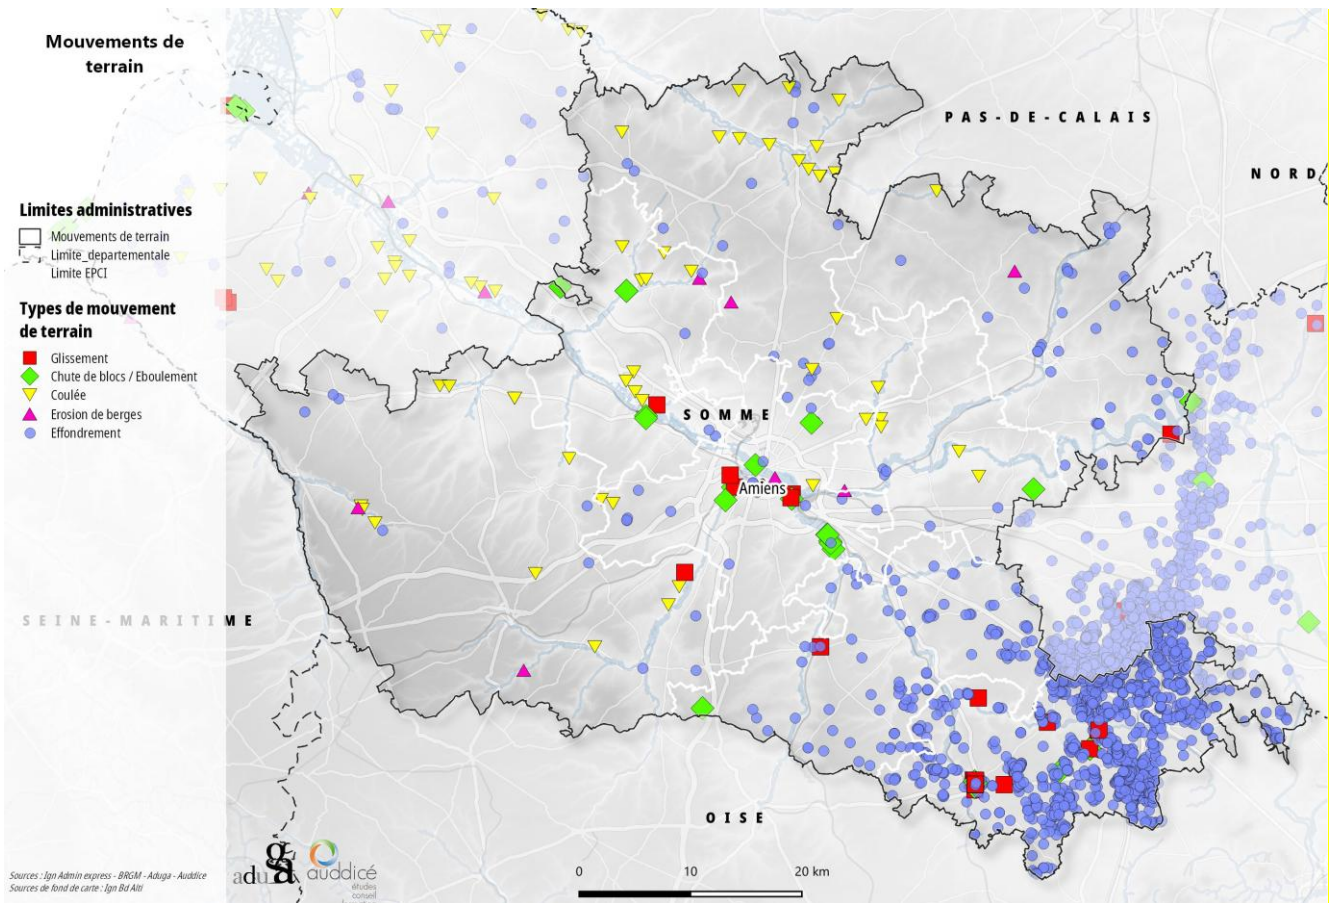 Mouvements de
terrain
PAS-DE-CALAIS
NORD
Limites administratives
Mouvements de terrain
Limite_departementale
Limite EPCI
Types de mouvement
de terrain
Glissement
Chute de blocs / Eboulement
Coulée
Erosion de berges
Effondrement
SOMME
Amiens
SEINE-MARITIME
OISE
Sources : Ign Admin express - BRGM - Aduga - Auddice
Sources de fond de carte : Ign Bd Alti
aduga
auddicé
études
conseil
0 10 20 km